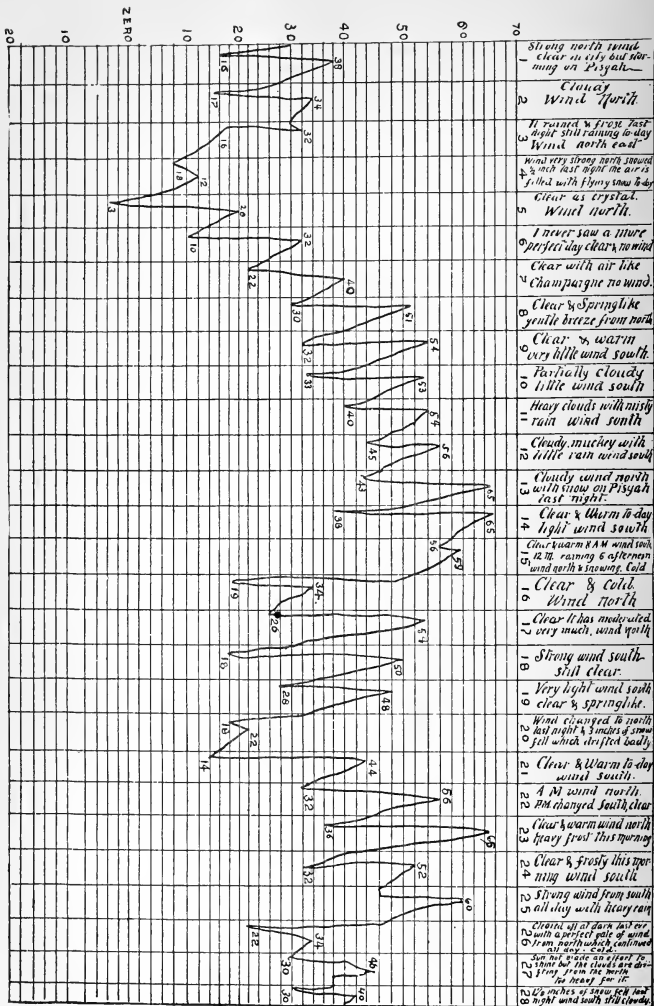 20 10 ZERO 10 20 30 40 50 60 70
1
Strong north wind
clear in city but stor-
ming on Pisgah
16 38
2
Cloudy
Wind North.
17 34
3
It rained & froze last
night still raining to-day
Wind north east
16 32
4
Wind very strong north snowed
½ inch last night the air is
filled with flying snow to-day
8 12
5
Clear as crystal.
Wind north.
3 20
6
I never saw a more
perfect day clear & no wind
10 32
7
Clear with air like
Champargne no wind.
22 40
8
Clear & Springlike
gentle breeze from north
30 51
9
Clear & warm
very little wind south.
32 54
10
Partially cloudy
little wind south
33 53
11
Heavy clouds with misty
rain wind south
40 54
12
Cloudy, muckey with
little rain wind south
45 56
13
Cloudy wind north
with snow on Pisgah
last night.
43 65
14
Clear & Warm to-day
light wind south
38 65
15
Clear & warm 8 AM wind south
12 M. raining 6 afternoon
wind north & snowing. Cold
56 59
16
Clear & cold.
Wind north
19 34
17
Clear It has moderated
very much, wind north
26 54
18
Strong wind south
still clear.
18 50
19
Very light wind south
clear & springlike.
28 48
20
Wind changed to north
last night & 3 inches of snow
fell which drifted badly
18 22
21
Clear & Warm to-day
wind south.
14 44
22
A M wind north.
PM changed south, clear
32 56
23
Clear & warm wind north
heavy frost this morning
36 65
24
Clear & frosty this mor-
ning wind south
32 52
25
Strong wind from south
all day with heavy rain
60
26
Cleared off at dark last eve
with a perfect gale of wind
from north which continued
all day - cold.
22 34
27
Sun not made an effort to
shine but the clouds are dri-
fting from the north
too heavy for it.
30
28
1½ inches of snow fell last
night wind south still cloudy.
30 40